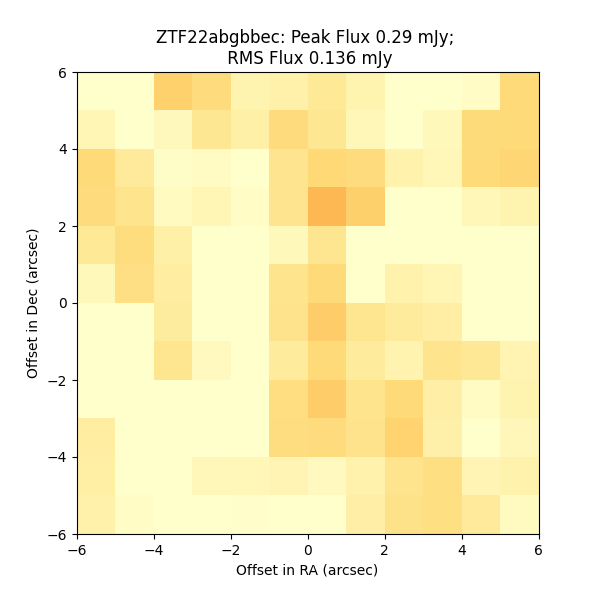 ZTF22abgbbec: Peak Flux 0.29 mJy;
RMS Flux 0.136 mJy
6
4
2
0
−2
−4
−6
Offset in Dec (arcsec)
−6 −4 −2 0 2 4 6
Offset in RA (arcsec)